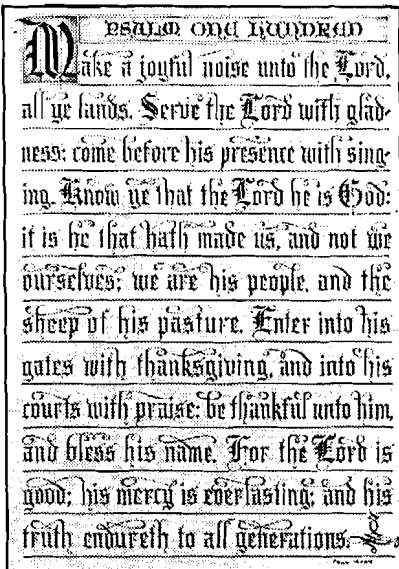 PSALM ONE HUNDRED
Make a joyful noise unto the Lord,
all ye lands. Serve the Lord with glad-
ness: come before his presence with sing-
ing. Know ye that the Lord he is God:
it is he that hath made us, and not we
ourselves; we are his people, and the
sheep of his pasture. Enter into his
gates with thanksgiving, and into his
courts with praise: be thankful unto him,
and bless his name. For the Lord is
good; his mercy is everlasting; and his
truth endureth to all generations.